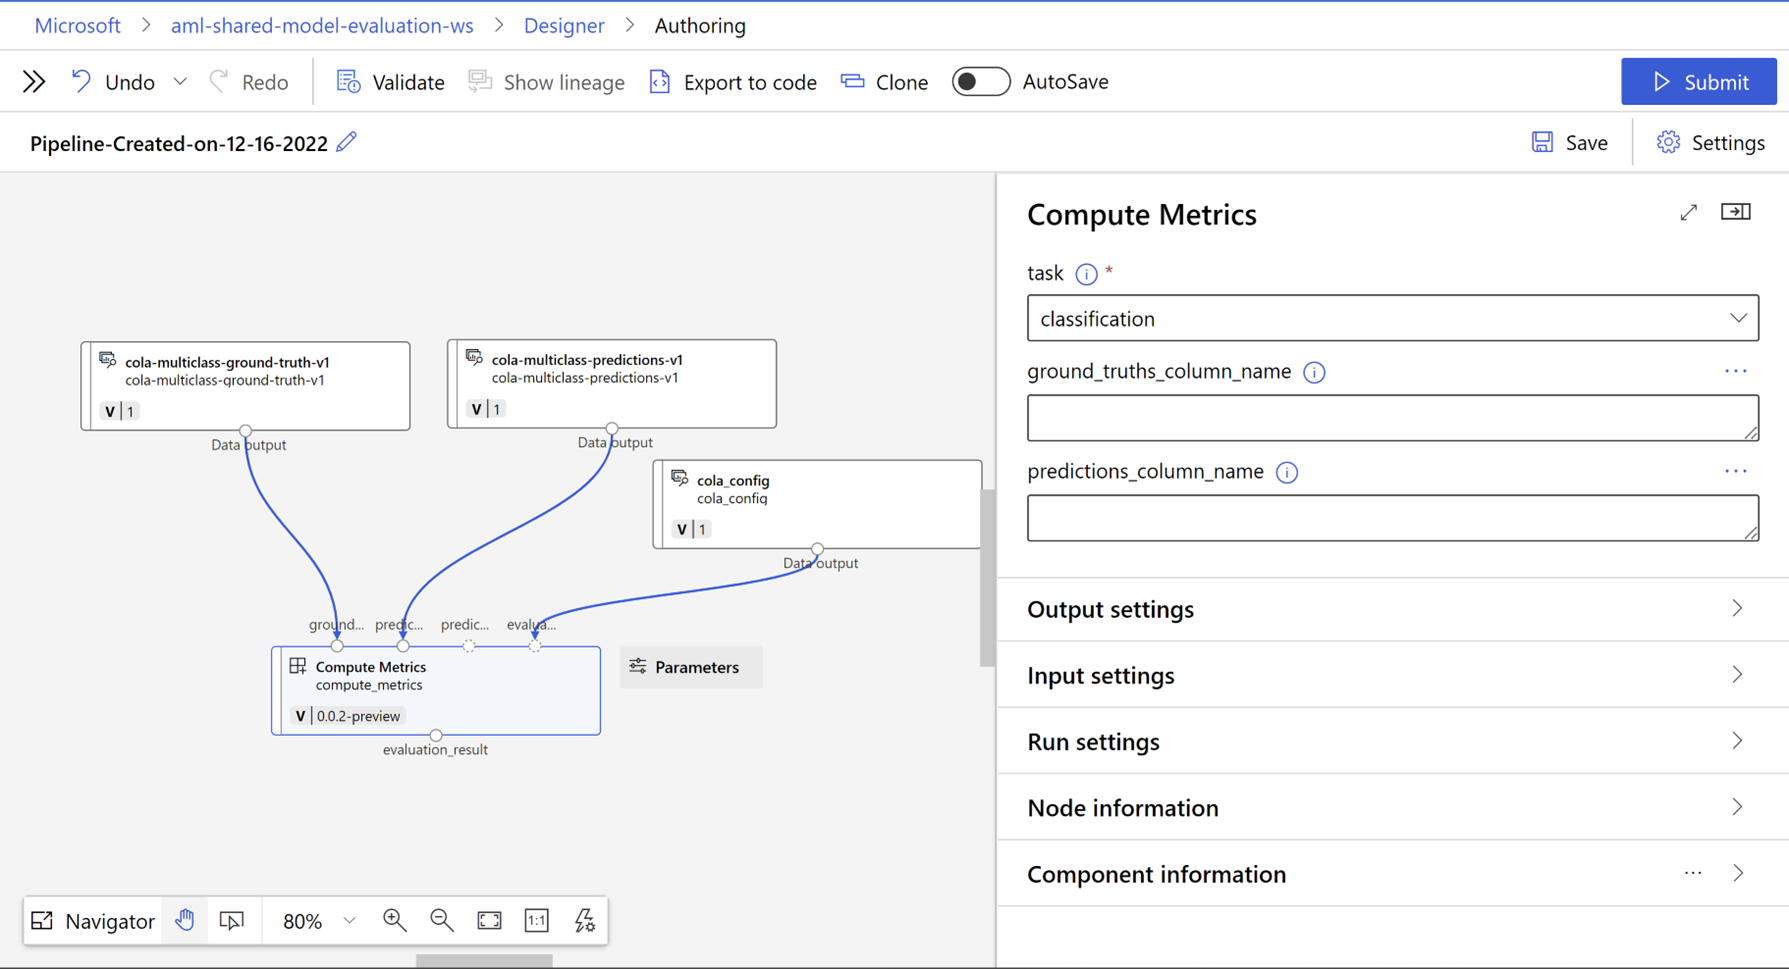 Microsoft > aml-shared-model-evaluation-ws > Designer > Authoring
Undo Redo Validate Show lineage Export to code Clone AutoSave Submit
Pipeline-Created-on-12-16-2022 Save Settings
cola-multiclass-ground-truth-v1
cola-multiclass-ground-truth-v1
V | 1
Data output
cola-multiclass-predictions-v1
cola-multiclass-predictions-v1
V | 1
Data output
cola_config
cola_config
V | 1
Data output
ground... predic... predic... evalua...
Compute Metrics
compute_metrics
V | 0.0.2-preview
evaluation_result
Parameters
Navigator 80% 1:1
Compute Metrics
task *
classification
ground_truths_column_name ...
predictions_column_name ...
Output settings
Input settings
Run settings
Node information
Component information ...